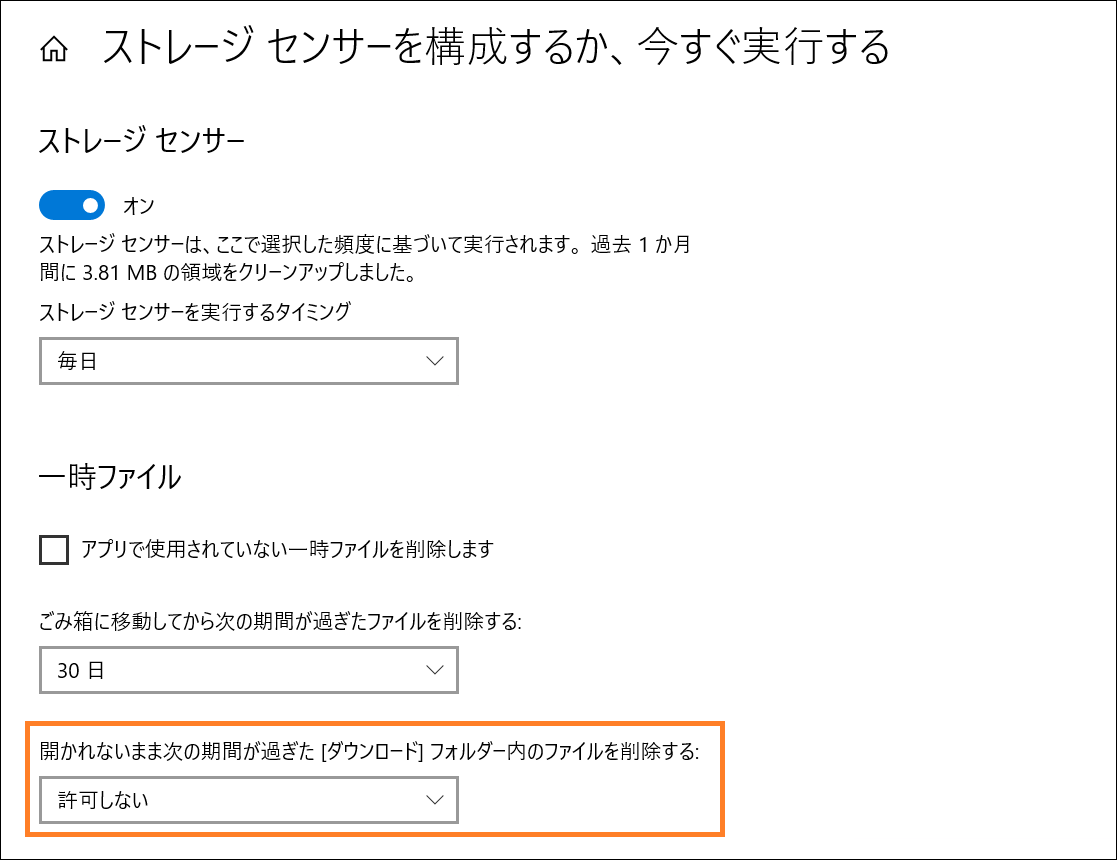 ストレージ センサーを構成するか、今すぐ実行する
ストレージ センサー
オン
ストレージ センサーは、ここで選択した頻度に基づいて実行されます。過去 1 か月
間に 3.81 MB の領域をクリーンアップしました。
ストレージ センサーを実行するタイミング
毎日
一時ファイル
アプリで使用されていない一時ファイルを削除します
ごみ箱に移動してから次の期間が過ぎたファイルを削除する:
30 日
開かれないまま次の期間が過ぎた [ダウンロード] フォルダー内のファイルを削除する:
許可しない